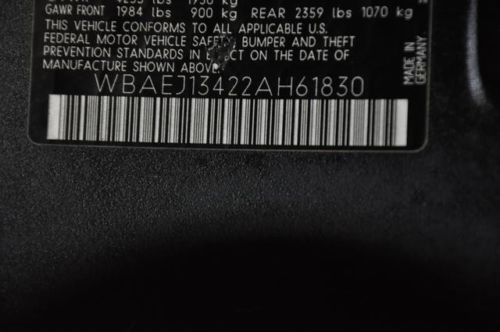 GAWR FRONT 1984 lbs 900 kg REAR 2359 lbs 1070 kg
THIS VEHICLE CONFORMS TO ALL APPLICABLE U.S.
FEDERAL MOTOR VEHICLE SAFETY BUMPER AND THEFT
PREVENTION STANDARDS IN EFFECT ON THE DATE OF
MANUFACTURE SHOWN ABOVE.
WBAEJ13422AH61830
MADE IN
GERMANY